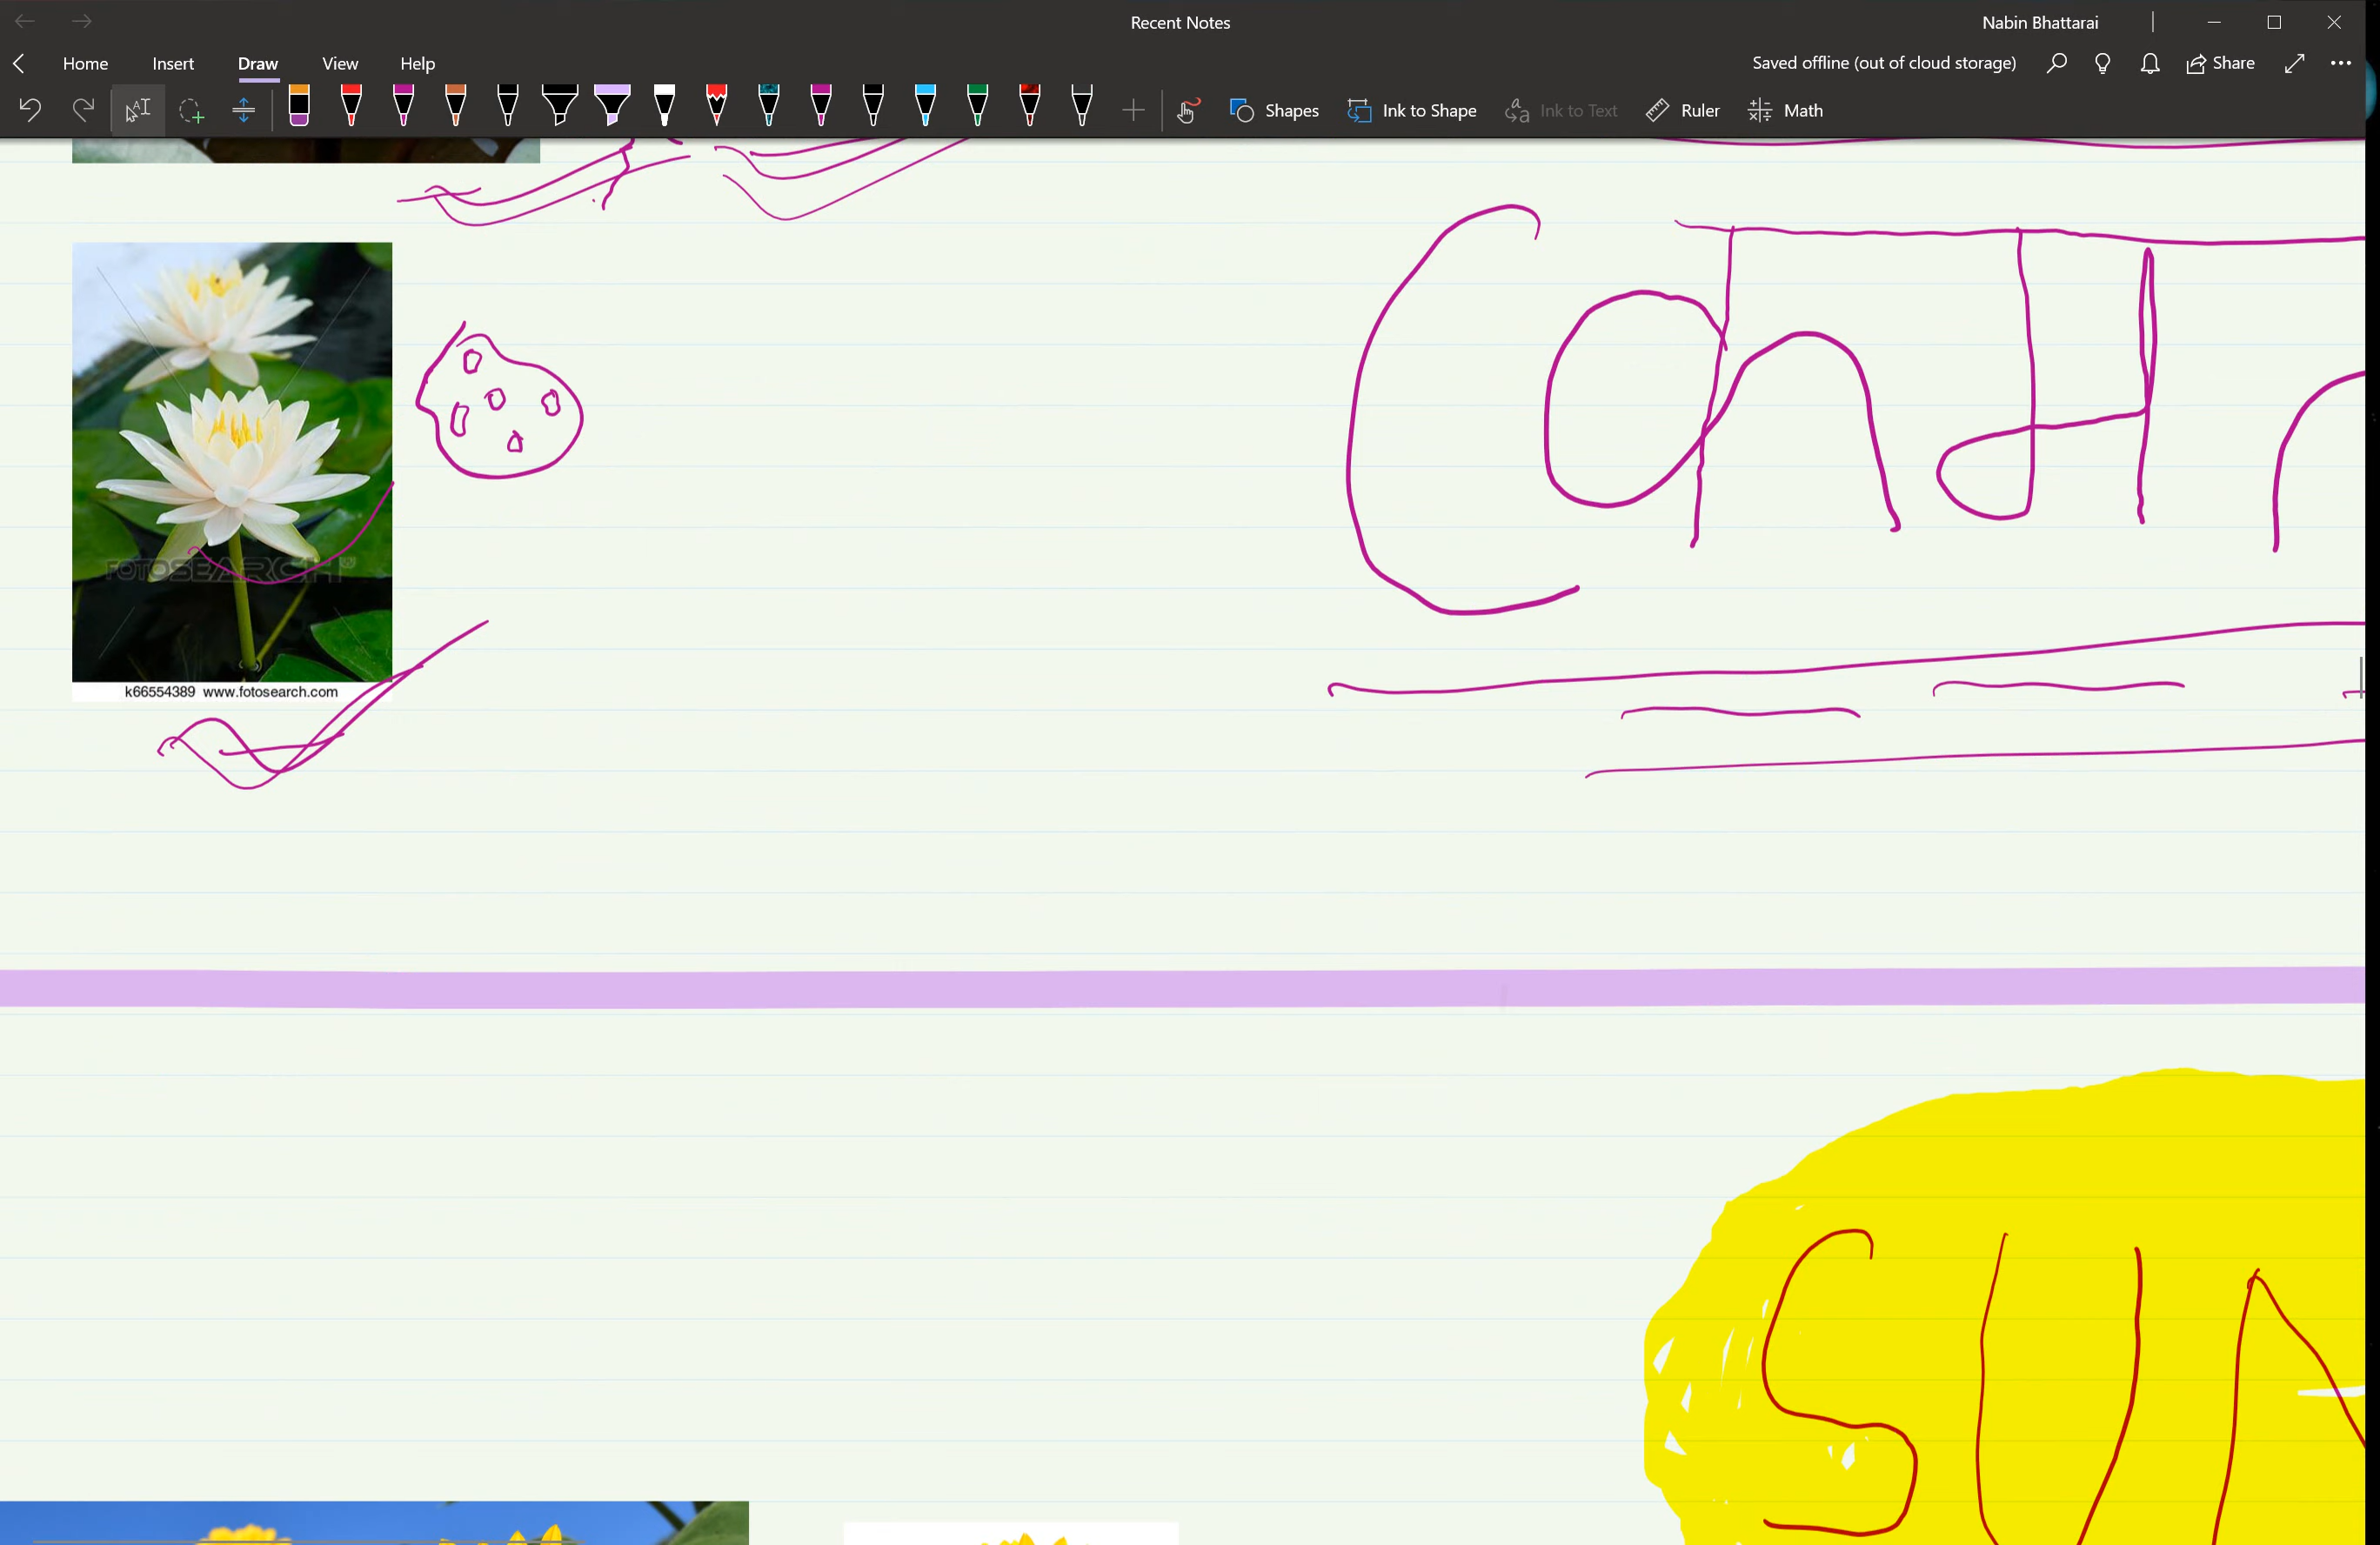 Recent Notes
Nabin Bhattarai
Home Insert Draw View Help
Saved offline (out of cloud storage)
Share
Shapes Ink to Shape Ink to Text Ruler Math
FOTOSEARCH®
k66554389 www.fotosearch.com
SUN